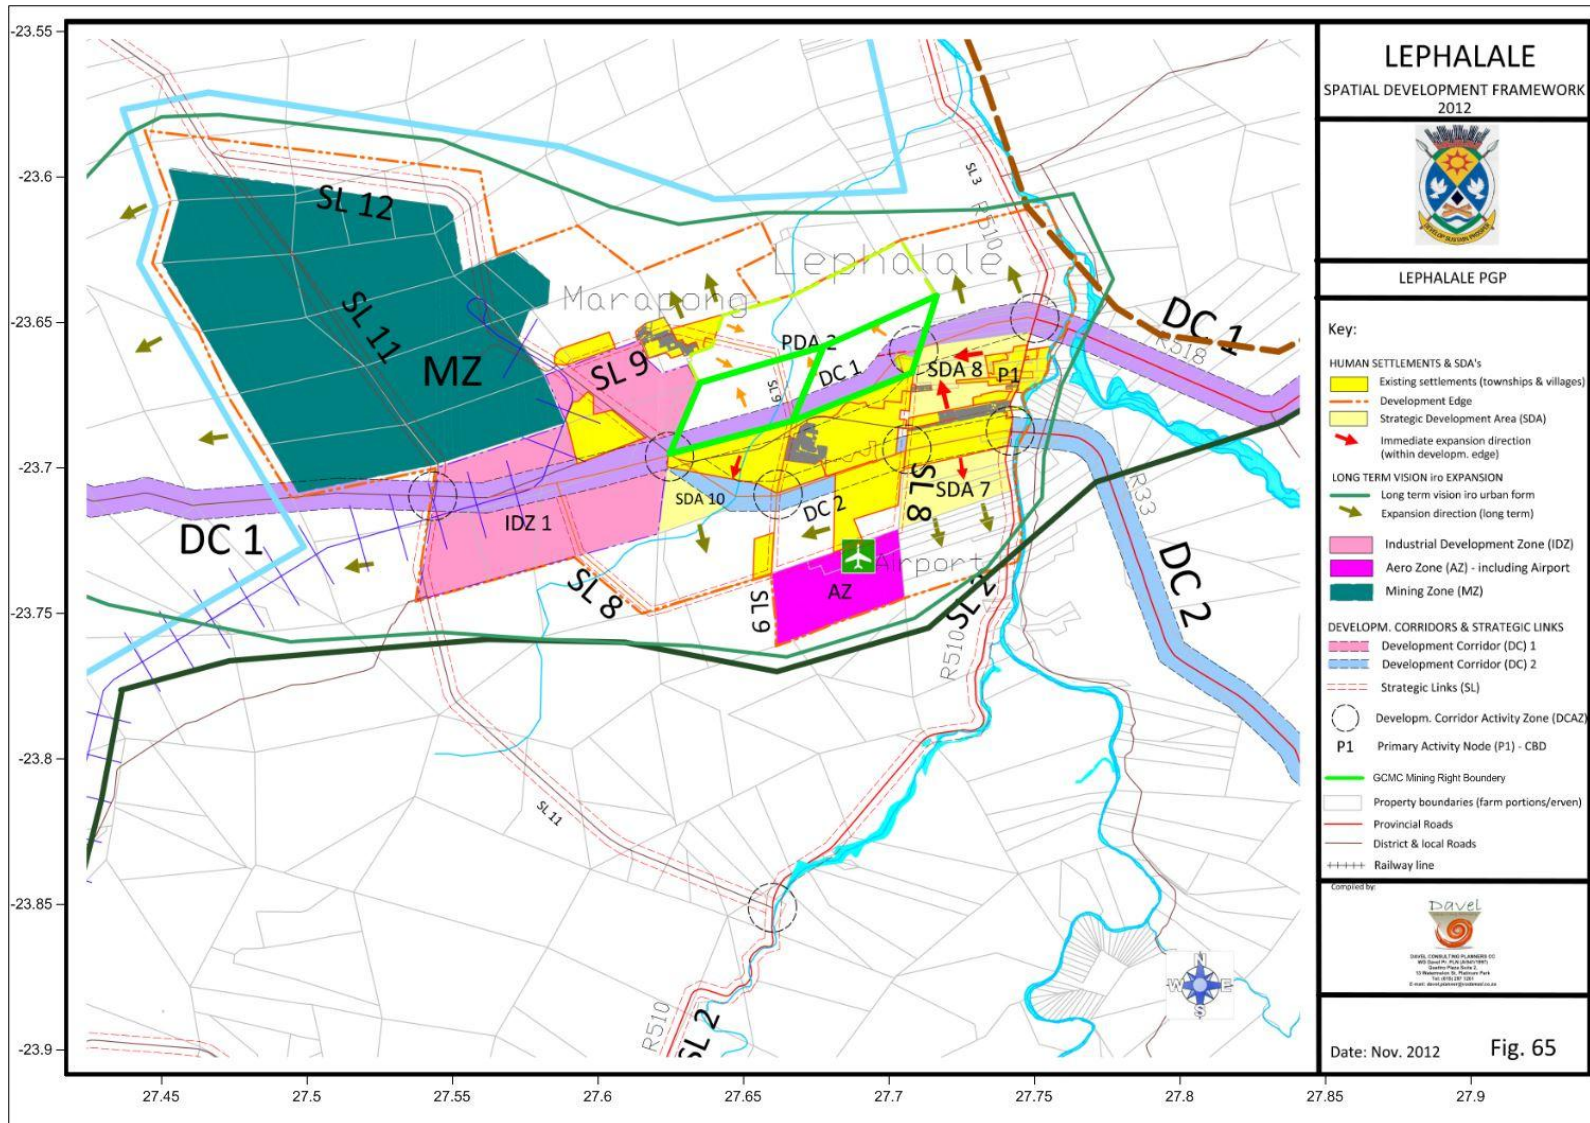 -23.55
-23.6
-23.65
-23.7
-23.75
-23.8
-23.85
-23.9
27.45
27.5
27.55
27.6
27.65
27.7
27.75
27.8
27.85
27.9
SL 12
SL 11
MZ
SL 9
Marapong
Lephalale
SL 3
R510
PDA 2
DC 1
SL 9
SDA 8
P1
DC 1
R518
DC 1
IDZ 1
SDA 10
DC 2
SL 8
SDA 7
R33
DC 2
SL 8
SL 9
AZ
Airport
SL 2
R510
SL 11
R510
SL 2
N
W
E
S
LEPHALALE
SPATIAL DEVELOPMENT FRAMEWORK
2012
DEVELOP SUSTAIN PROSPER
LEPHALALE PGP
Key:
HUMAN SETTLEMENTS & SDA's
Existing settlements (townships & villages)
Development Edge
Strategic Development Area (SDA)
Immediate expansion direction
(within developm. edge)
LONG TERM VISION iro EXPANSION
Long term vision iro urban form
Expansion direction (long term)
Industrial Development Zone (IDZ)
Aero Zone (AZ) - including Airport
Mining Zone (MZ)
DEVELOPM. CORRIDORS & STRATEGIC LINKS
Development Corridor (DC) 1
Development Corridor (DC) 2
Strategic Links (SL)
Developm. Corridor Activity Zone (DCAZ)
P1 Primary Activity Node (P1) - CBD
GCMC Mining Right Boundery
Property boundaries (farm portions/erven)
Provincial Roads
District & local Roads
Railway line
Compiled by:
Davel
DAVEL CONSULTING PLANNERS CC
Date: Nov. 2012
Fig. 65